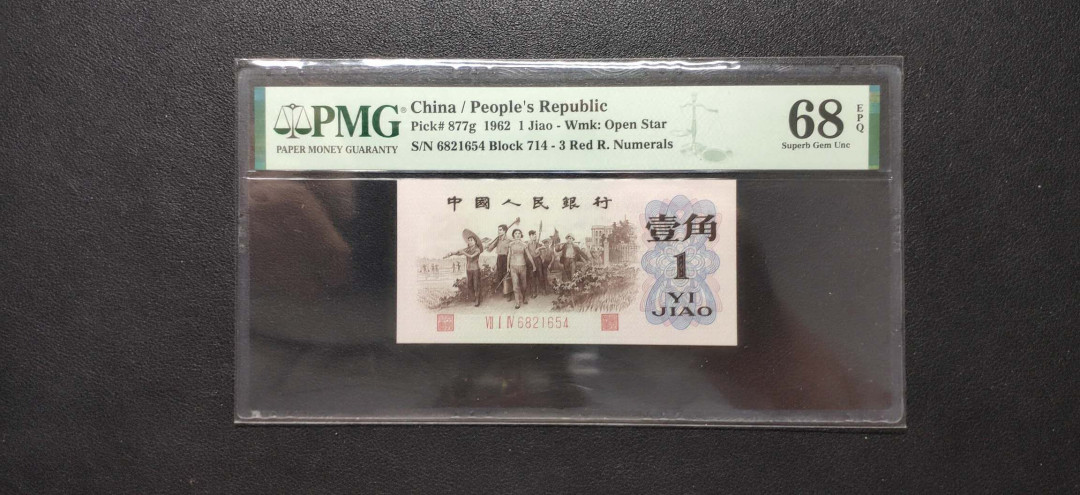 PMG
PAPER MONEY GUARANTY
China / People's Republic
Pick# 877g 1962 1 Jiao - Wmk: Open Star
S/N 6821654 Block 714 - 3 Red R. Numerals
68
EPQ
Superb Gem Unc
中國人民銀行
壹角
1
YI
JIAO
Ⅶ Ⅰ Ⅳ 6821654